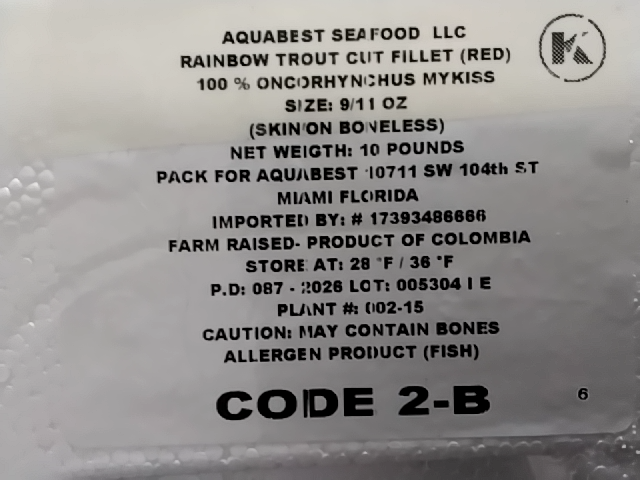 AQUABEST SEAFOOD LLC
RAINBOW TROUT CUT FILLET (RED)
K
100 % ONCORHYNCHUS MYKISS
SIZE: 9/11 OZ
(SKIN ON BONELESS)
NET WEIGTH: 10 POUNDS
PACK FOR AQUABEST 10711 SW 104th ST
MIAMI FLORIDA
IMPORTED BY: # 17393486666
FARM RAISED- PRODUCT OF COLOMBIA
STORE AT: 28 °F / 36 °F
P.D: 087 - 2026 LOT: 005304 I E
PLANT #: 002-15
CAUTION: MAY CONTAIN BONES
ALLERGEN PRODUCT (FISH)
CODE 2-B
6